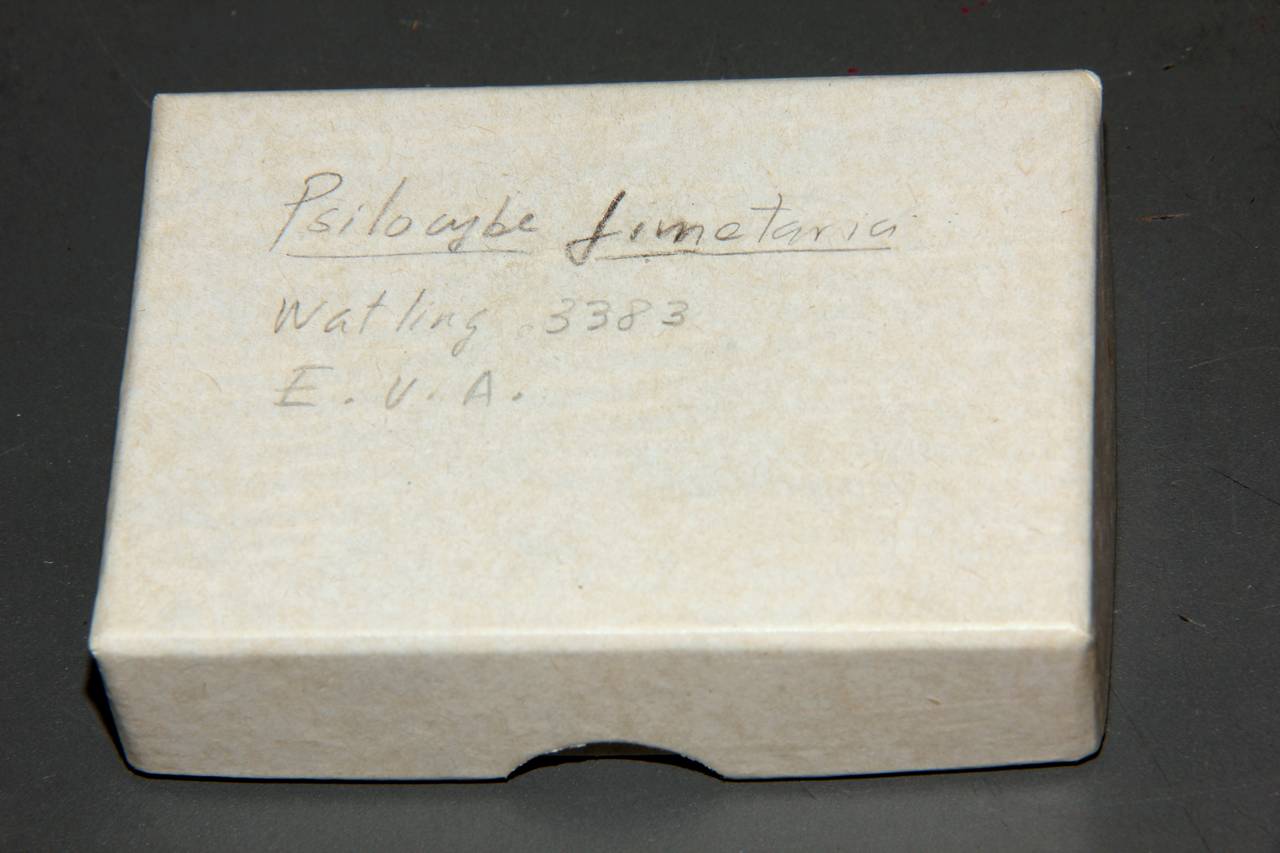 Psilocybe fimetaria
Watling 3383
E. V. A.